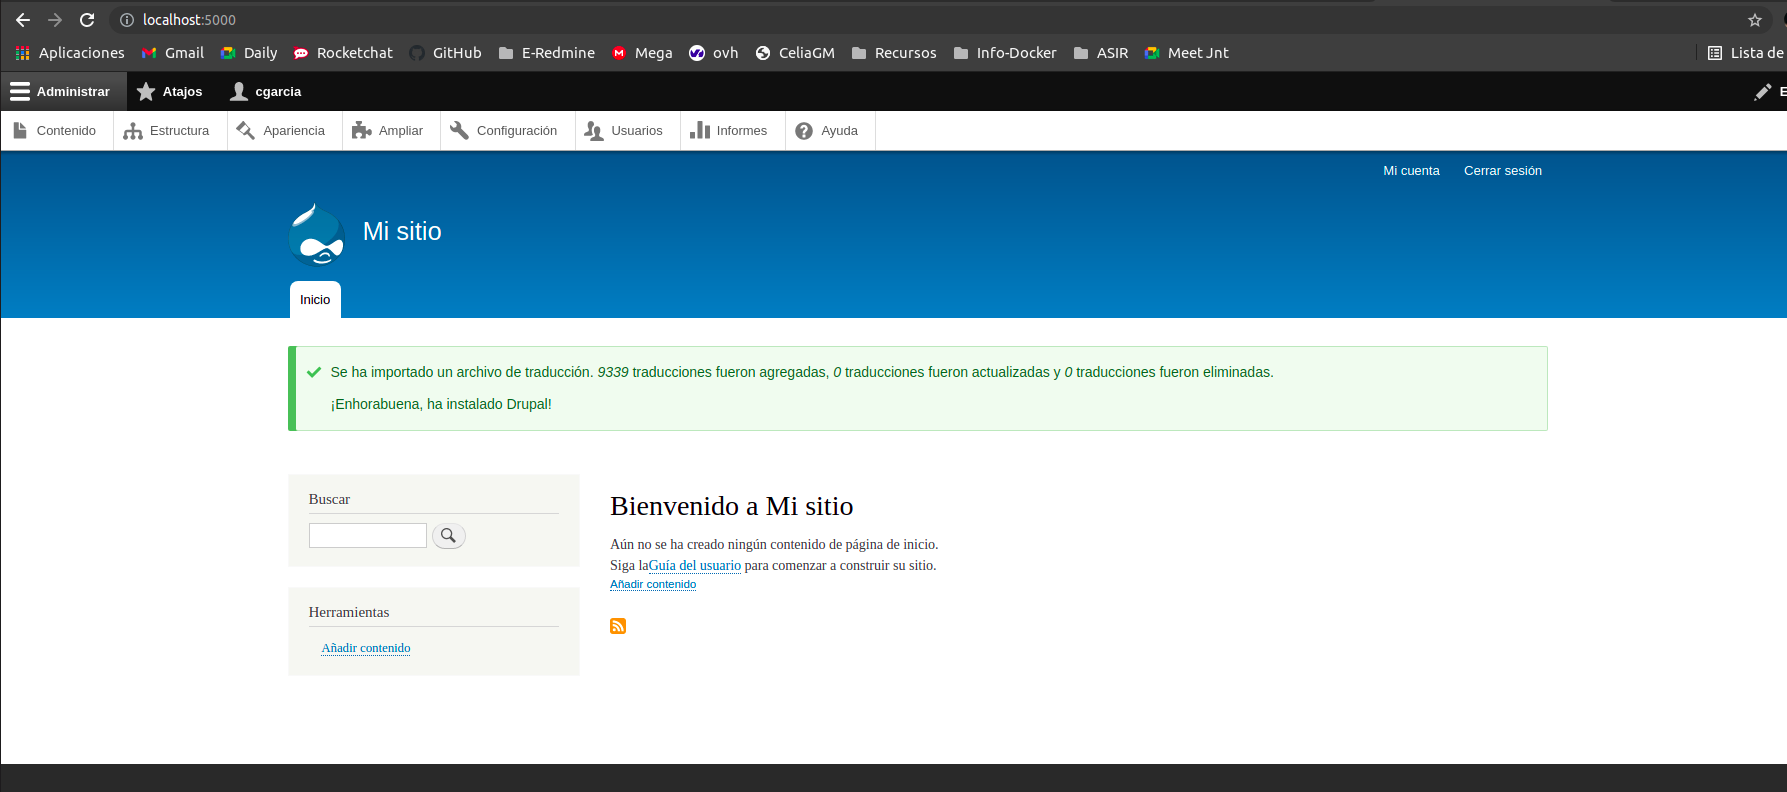 localhost:5000
Aplicaciones Gmail Daily Rocketchat GitHub E-Redmine Mega ovh CeliaGM Recursos Info-Docker ASIR Meet Jnt Lista de
Administrar Atajos cgarcia E
Contenido Estructura Apariencia Ampliar Configuración Usuarios Informes Ayuda
Mi cuenta Cerrar sesión
Mi sitio
Inicio
Se ha importado un archivo de traducción. 9339 traducciones fueron agregadas, 0 traducciones fueron actualizadas y 0 traducciones fueron eliminadas.
¡Enhorabuena, ha instalado Drupal!
Buscar
Herramientas
Añadir contenido
Bienvenido a Mi sitio
Aún no se ha creado ningún contenido de página de inicio.
Siga laGuía del usuario para comenzar a construir su sitio.
Añadir contenido